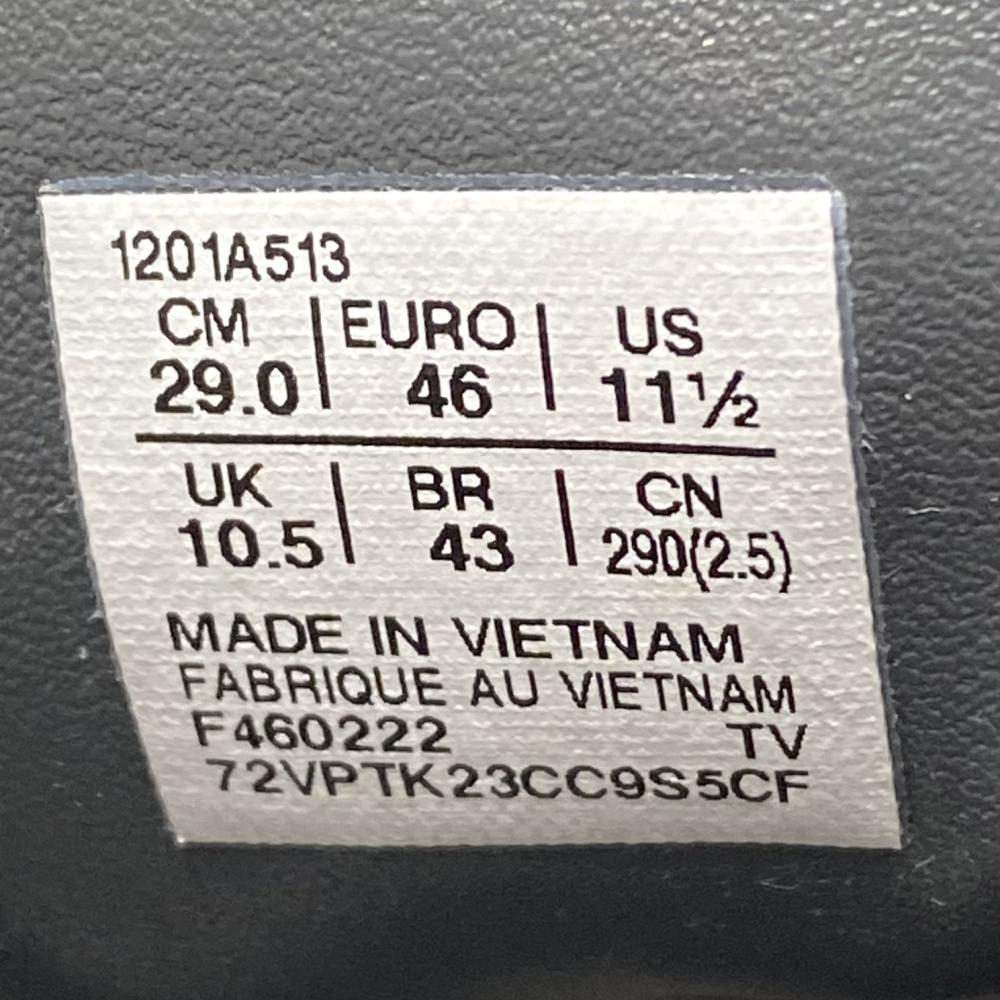 1201A513
CM | EURO | US
29.0 | 46 | 11½
UK | BR | CN
10.5 | 43 | 290(2.5)
MADE IN VIETNAM
FABRIQUE AU VIETNAM
F460222 TV
72VPTK23CC9S5CF